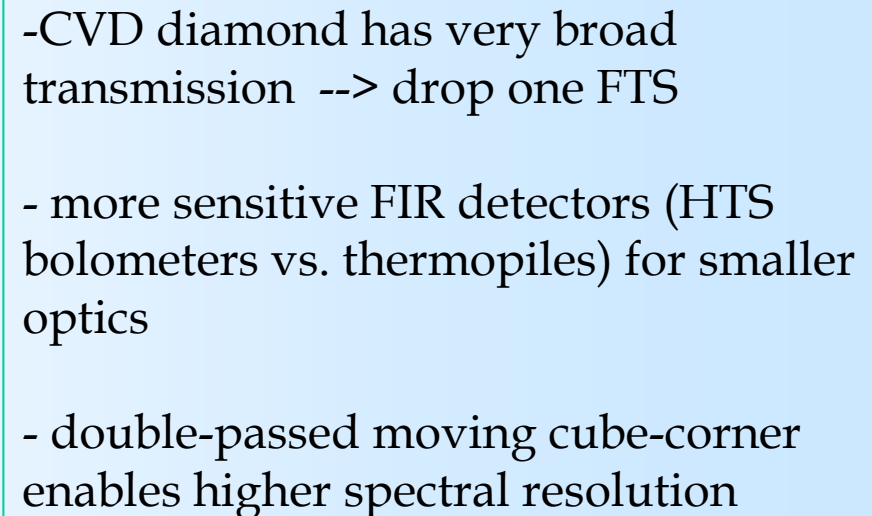 -CVD diamond has very broad
transmission --> drop one FTS
- more sensitive FIR detectors (HTS
bolometers vs. thermopiles) for smaller
optics
- double-passed moving cube-corner
enables higher spectral resolution